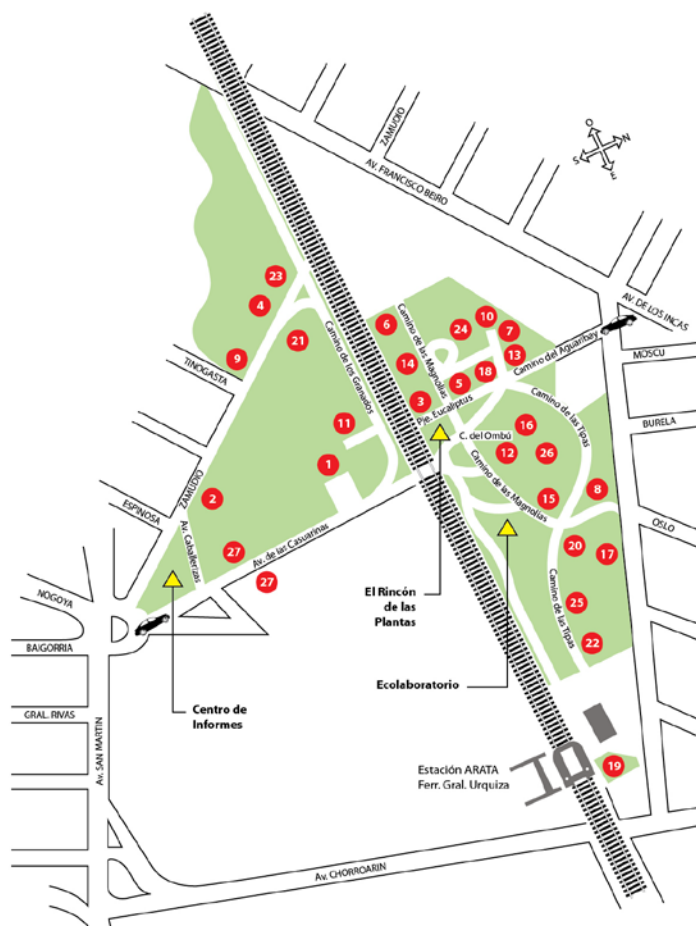 ZAMUDIO
AV. FRANCISCO BEIRO
O
N
S
E
AV. DE LOS INCAS
MOSCU
BURELA
OSLO
23
4
21
9
TINOGASTA
Camino de los Granados
6
Camino de las Magnolias
24
10
7
13
14
5
18
Camino del Aguaribay
3
Pje. Eucaliptus
Camino de las Tipas
11
16
C. del Ombú
12
26
1
Camino de las Magnolias
15
8
2
ZAMUDIO
ESPINOSA
Av. Caballerizas
27
Av. de las Casuarinas
27
20
17
Camino de las Tipas
25
22
NOGOYA
BAIGORRIA
GRAL. RIVAS
Av. SAN MARTIN
El Rincón
de las
Plantas
Ecolaboratorio
Centro de
Informes
Estación ARATA
Ferr. Gral. Urquiza
19
Av. CHORROARIN